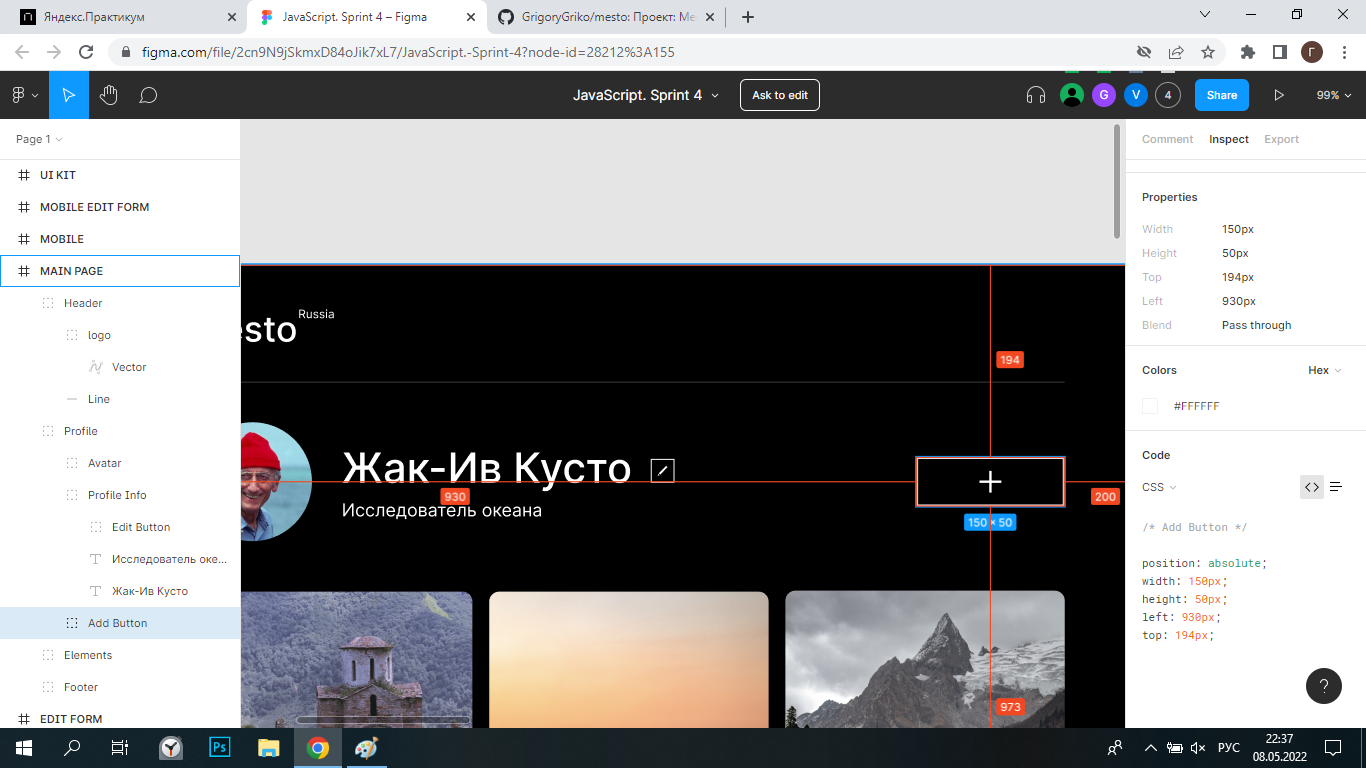 Яндекс.Практикум
JavaScript. Sprint 4 – Figma
GrigoryGriko/mesto: Проект: Ме
figma.com/file/2cn9N9jSkmxD84oJik7xL7/JavaScript.-Sprint-4?node-id=28212%3A155
Г
JavaScript. Sprint 4
Ask to edit
G
V
4
Share
99%
Page 1
Comment Inspect Export
UI KIT
MOBILE EDIT FORM
MOBILE
MAIN PAGE
Header
logo
Vector
Line
Profile
Avatar
Profile Info
Edit Button
Исследователь оке...
Жак-Ив Кусто
Add Button
Elements
Footer
EDIT FORM
esto
Russia
194
Жак-Ив Кусто
930
Исследователь океана
200
150 × 50
973
Properties
Width 150px
Height 50px
Top 194px
Left 930px
Blend Pass through
Colors Hex
#FFFFFF
Code
CSS
/* Add Button */
position: absolute;
width: 150px;
height: 50px;
left: 930px;
top: 194px;
?
Ps
РУС
22:37
08.05.2022